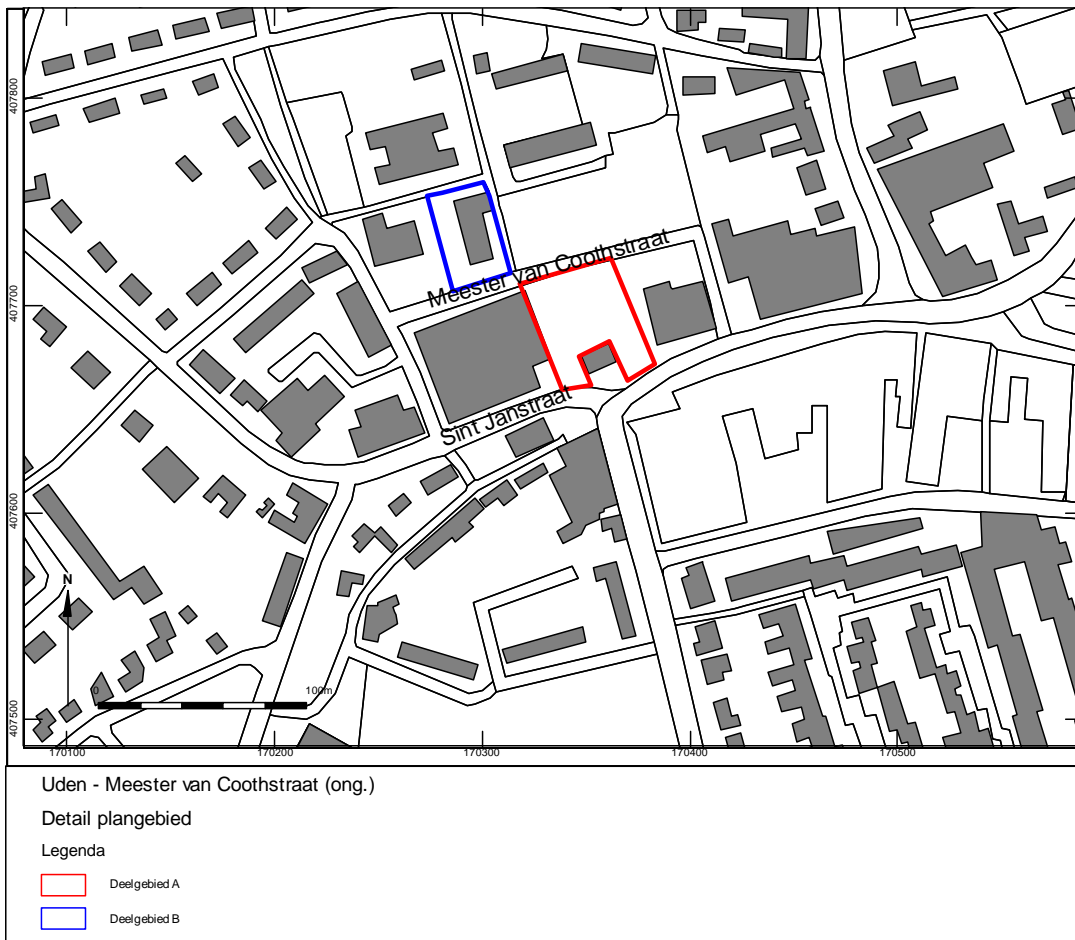 407800
407700
407600
407500
Meester van Coothstraat
Sint Janstraat
N
0 100m
170100 170200 170300 170400 170500
Uden - Meester van Coothstraat (ong.)
Detail plangebied
Legenda
Deelgebied A
Deelgebied B